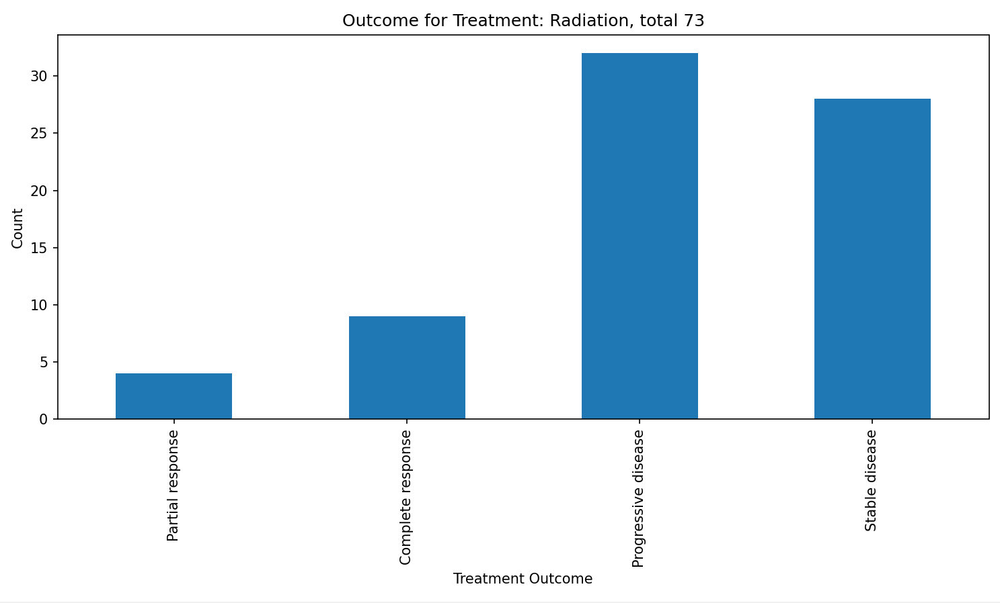 Outcome for Treatment: Radiation, total 73
Count
30
25
20
15
10
5
0
Partial response
Complete response
Progressive disease
Stable disease
Treatment Outcome